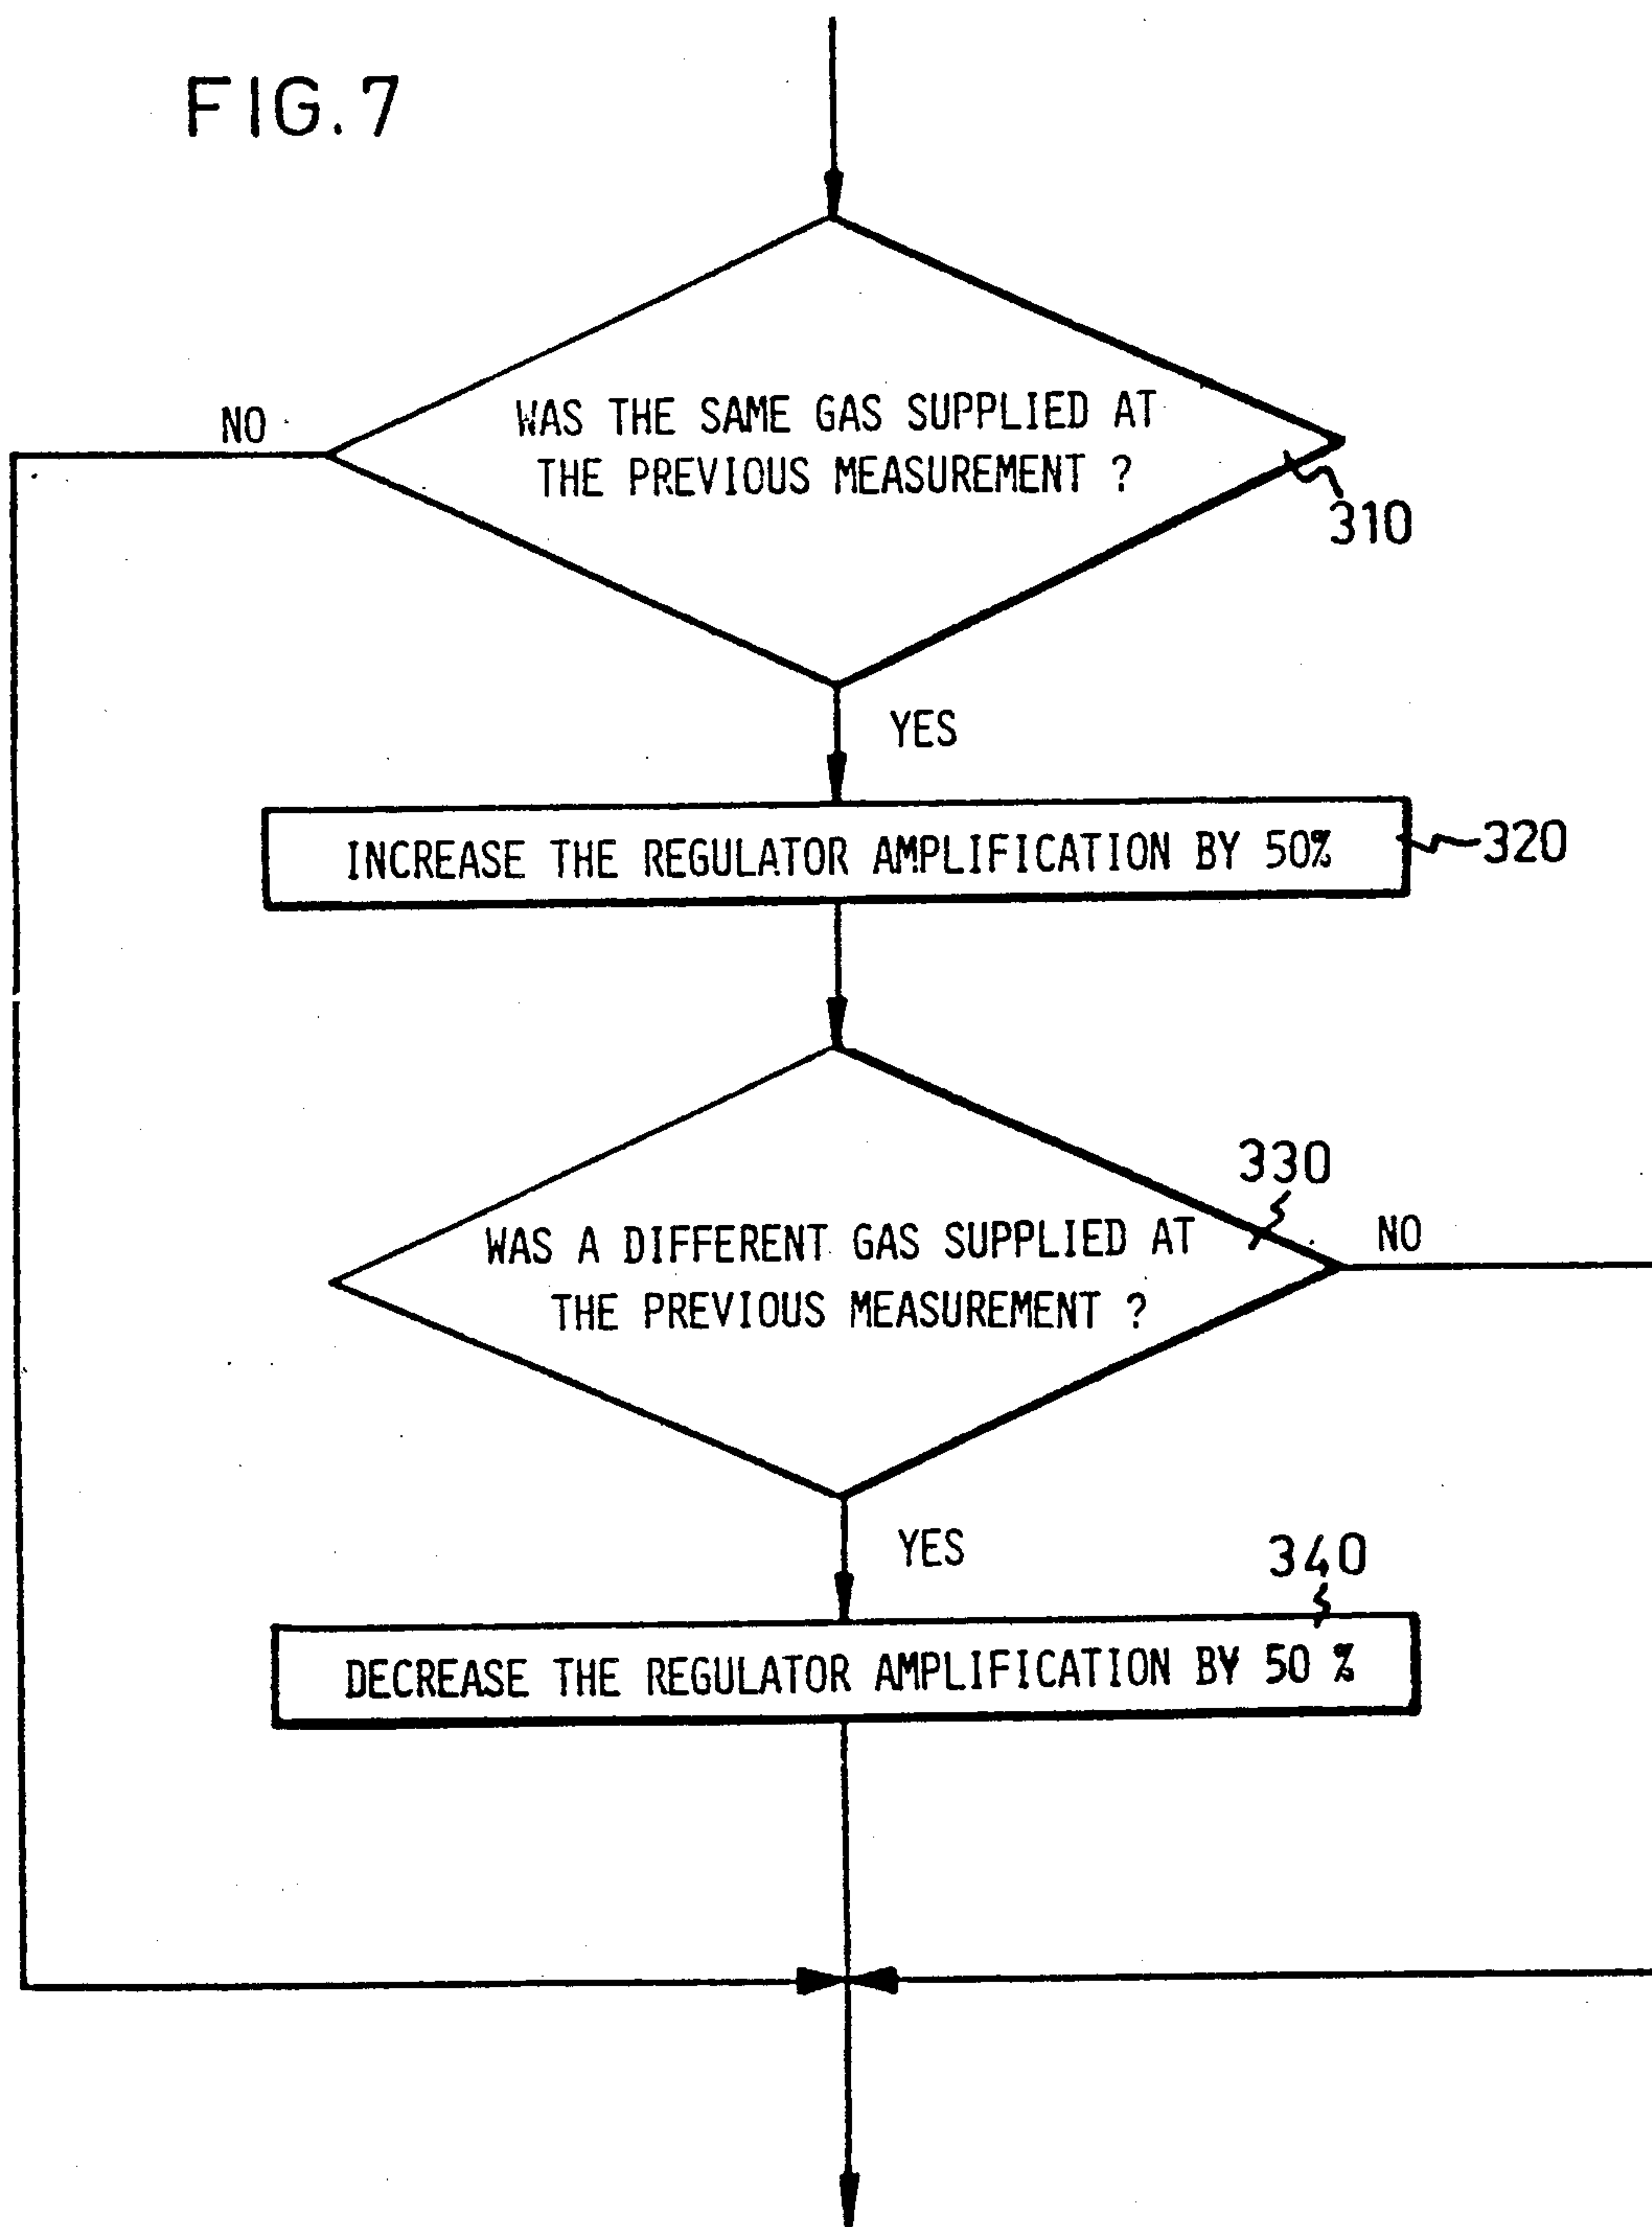 FIG. 7
WAS THE SAME GAS SUPPLIED AT
THE PREVIOUS MEASUREMENT ?
NO
310
YES
INCREASE THE REGULATOR AMPLIFICATION BY 50%
320
330
WAS A DIFFERENT GAS SUPPLIED AT
THE PREVIOUS MEASUREMENT ?
NO
YES
340
DECREASE THE REGULATOR AMPLIFICATION BY 50 %